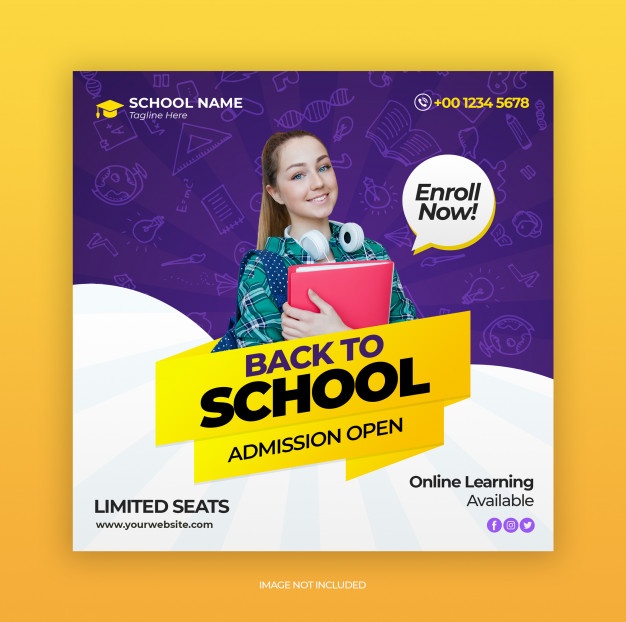 SCHOOL NAME
Tagline Here
+00 1234 5678
Enroll
Now!
BACK TO
SCHOOL
ADMISSION OPEN
Online Learning
Available
LIMITED SEATS
www.yourwebsite.com
IMAGE NOT INCLUDED